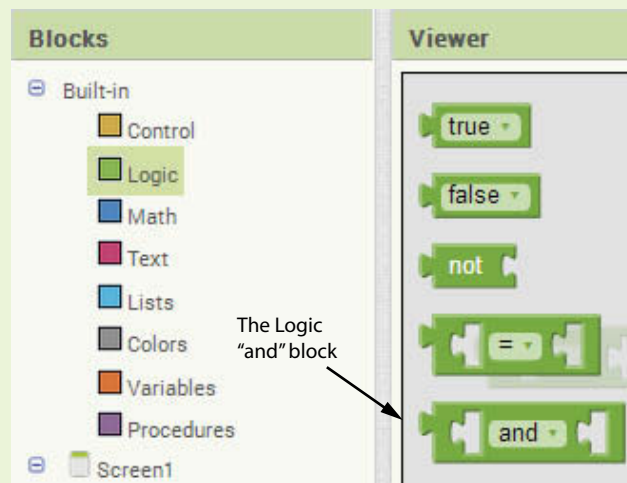 Blocks
Built-in
Control
Logic
Math
Text
Lists
Colors
Variables
Procedures
Screen1
The Logic
“and” block
Viewer
true
false
not
=
and